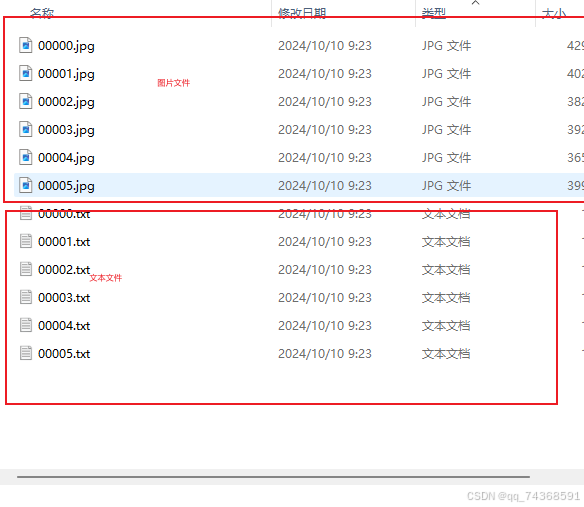 名称 修改日期 类型 大小
00000.jpg 2024/10/10 9:23 JPG 文件 429
00001.jpg 2024/10/10 9:23 JPG 文件 402
图片文件
00002.jpg 2024/10/10 9:23 JPG 文件 382
00003.jpg 2024/10/10 9:23 JPG 文件 392
00004.jpg 2024/10/10 9:23 JPG 文件 365
00005.jpg 2024/10/10 9:23 JPG 文件 399
00000.txt 2024/10/10 9:23 文本文档
00001.txt 2024/10/10 9:23 文本文档
00002.txt 2024/10/10 9:23 文本文档
文本文件
00003.txt 2024/10/10 9:23 文本文档
00004.txt 2024/10/10 9:23 文本文档
00005.txt 2024/10/10 9:23 文本文档
CSDN @qq_74368591